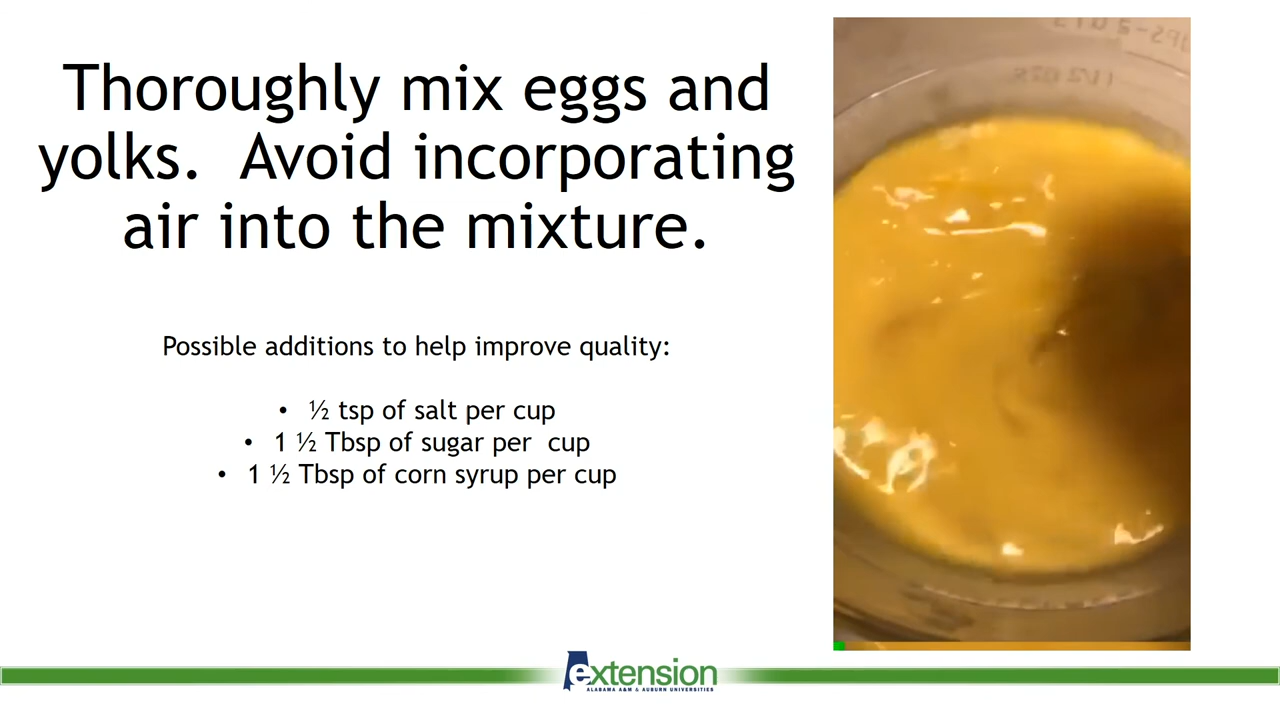 Thoroughly mix eggs and
yolks. Avoid incorporating
air into the mixture.
Possible additions to help improve quality:
• ½ tsp of salt per cup
• 1 ½ Tbsp of sugar per cup
• 1 ½ Tbsp of corn syrup per cup
extension
ALABAMA A&M & AUBURN UNIVERSITIES